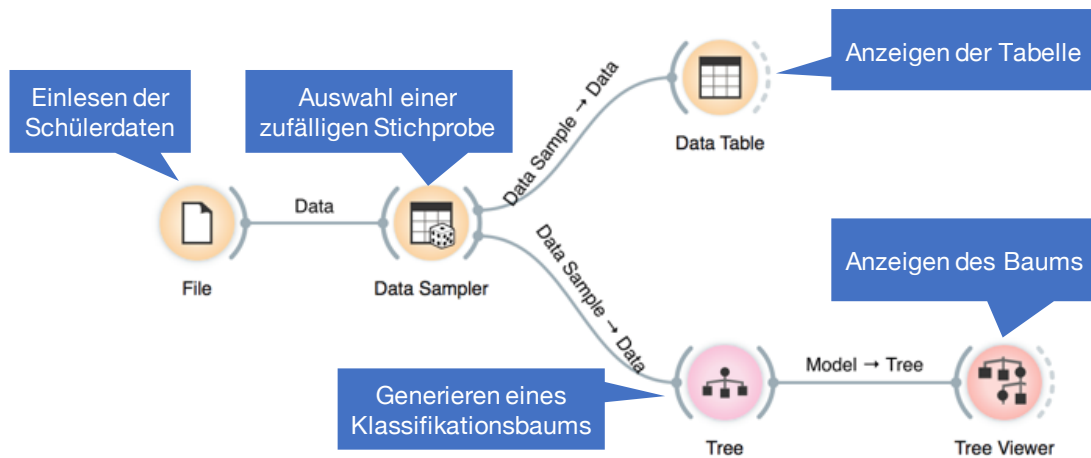 Anzeigen der Tabelle
Einlesen der
Schülerdaten
Auswahl einer
zufälligen Stichprobe
Data Sample → Data
Data Table
Data
File
Data Sampler
Data Sample → Data
Anzeigen des Baums
Model → Tree
Generieren eines
Klassifikationsbaums
Tree
Tree Viewer